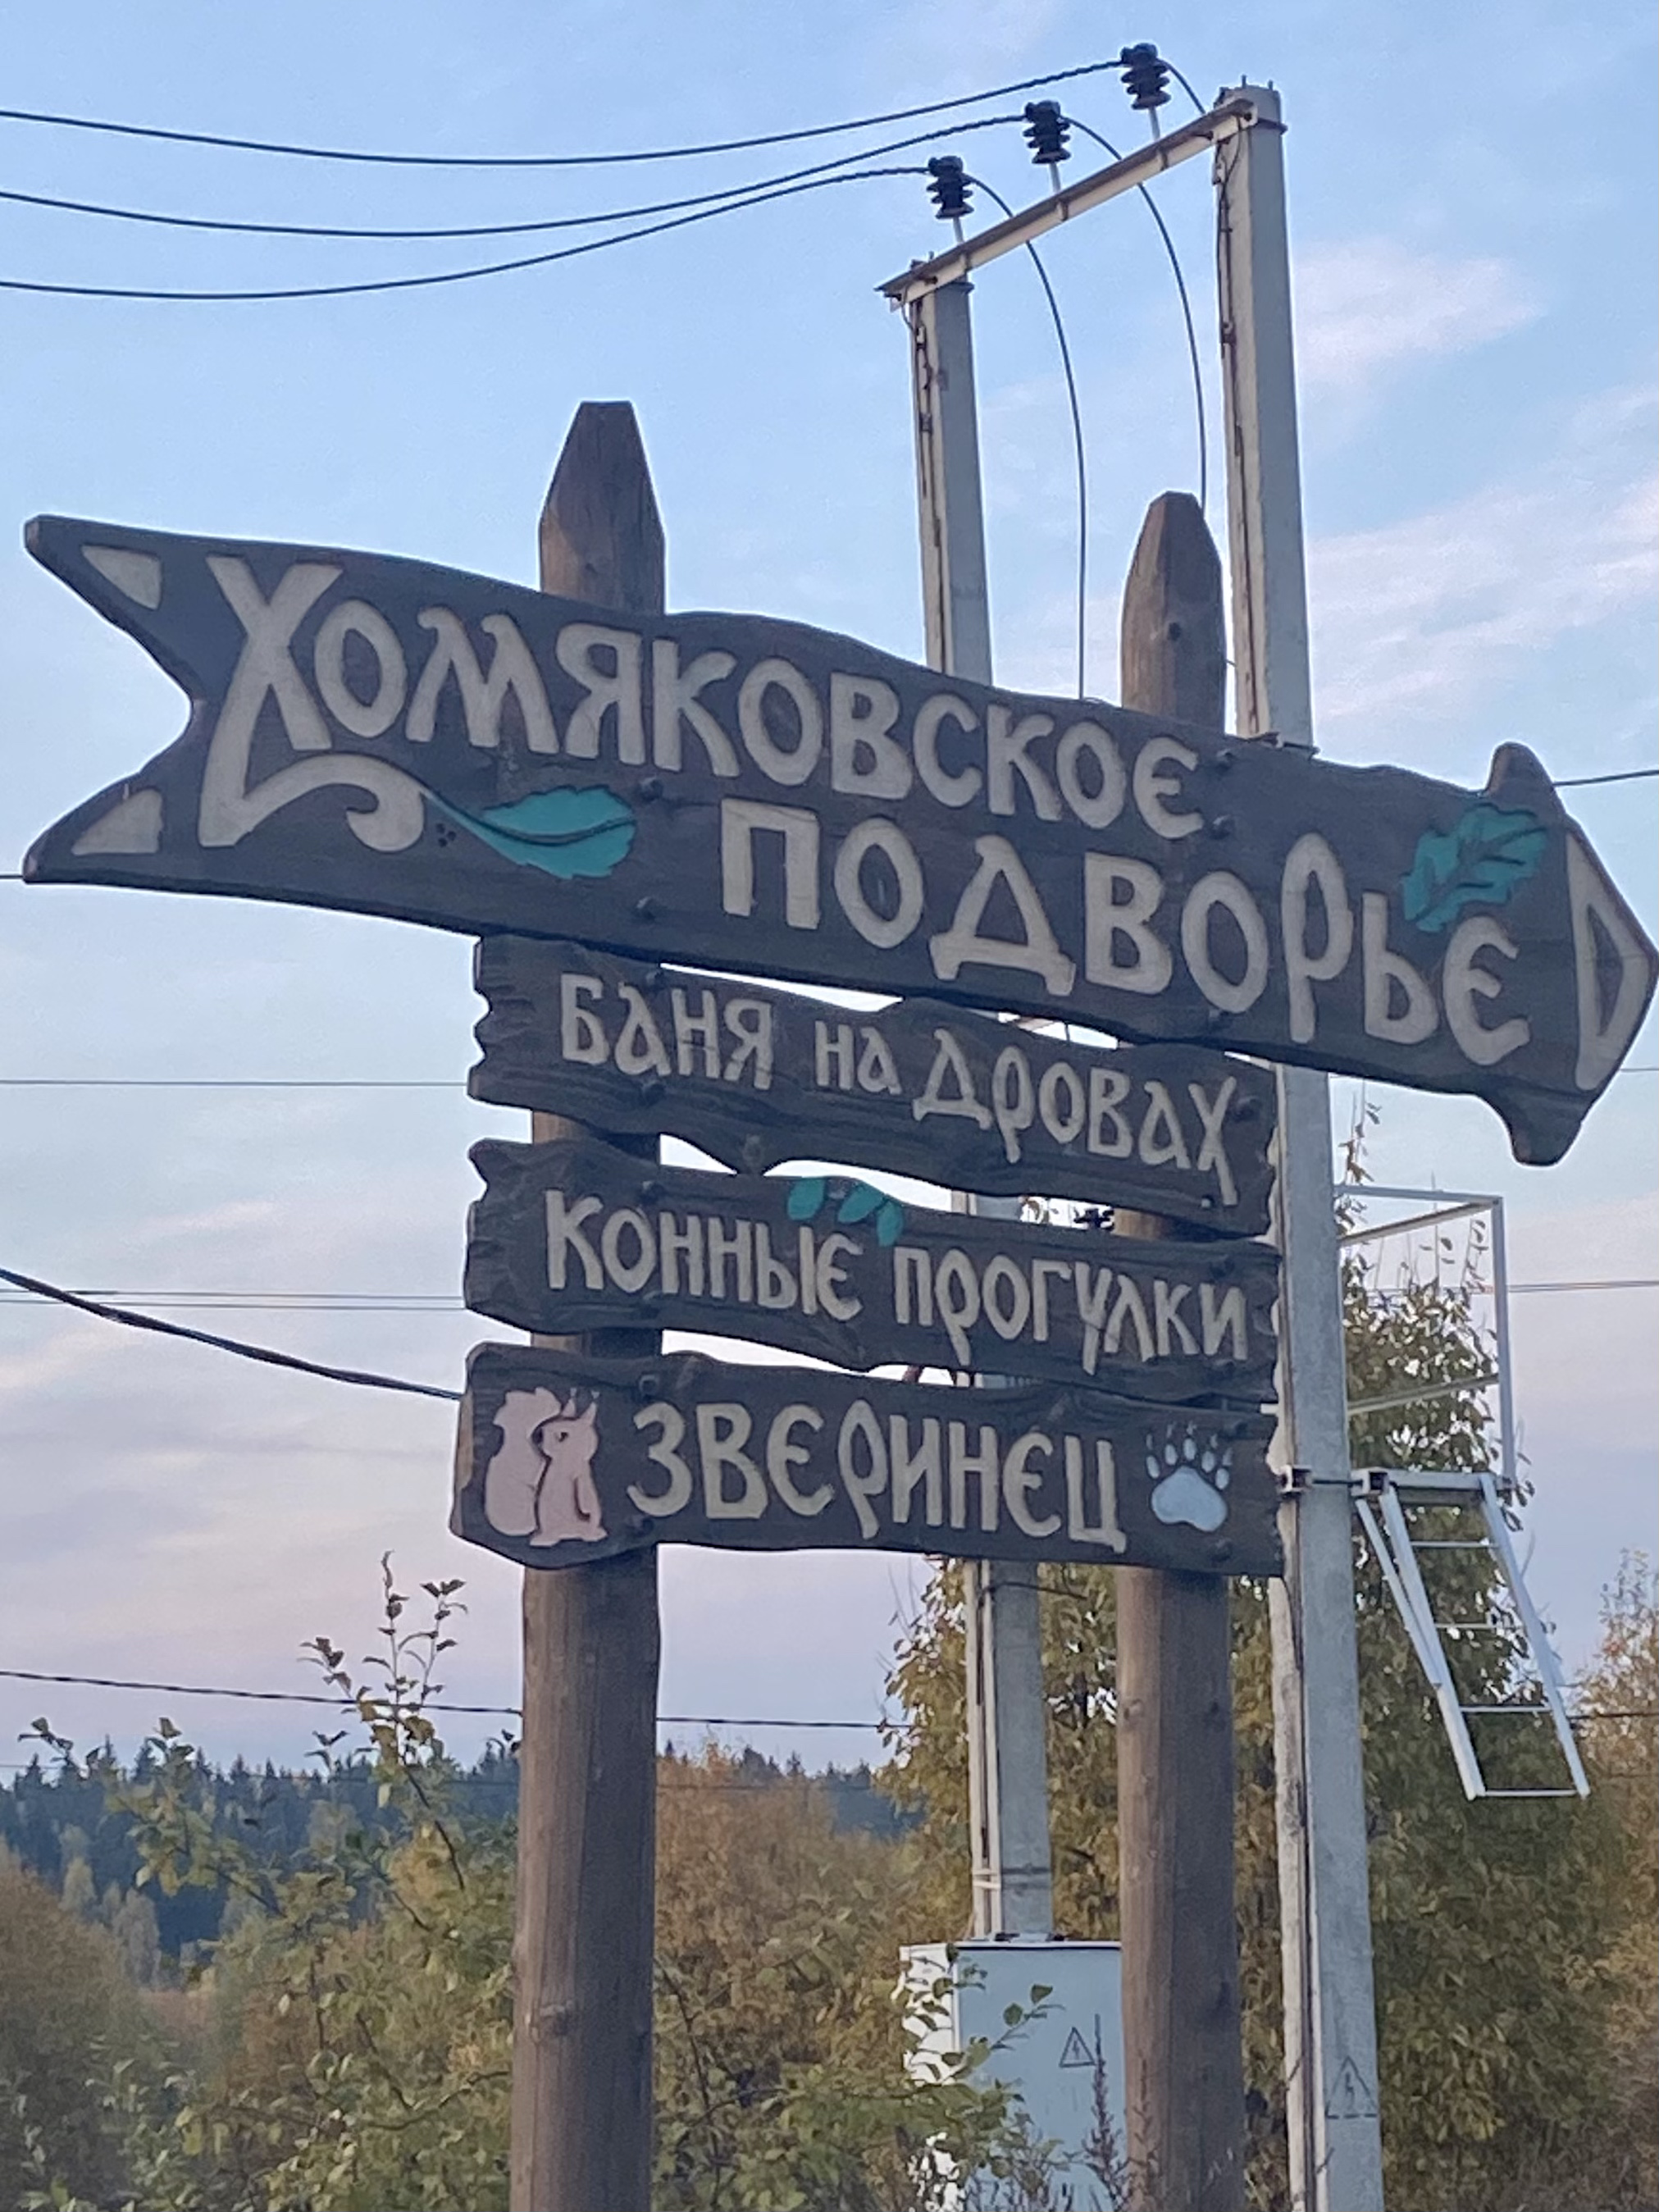 Хомяковское
подворье
Баня на дровах
Конные прогулки
Зверинец